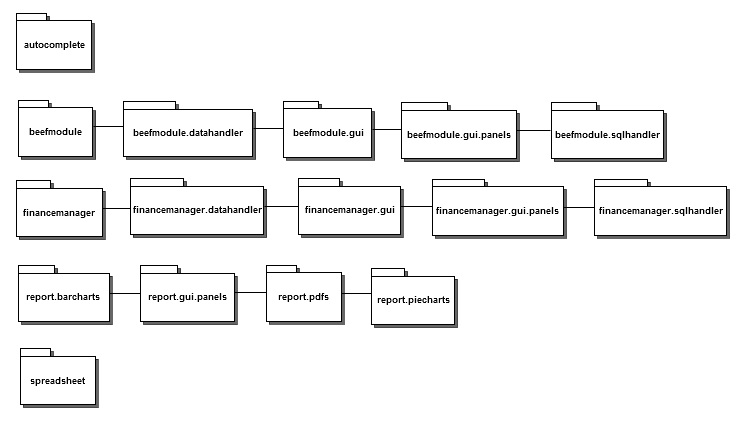 autocomplete
beefmodule
beefmodule.datahandler
beefmodule.gui
beefmodule.gui.panels
beefmodule.sqlhandler
financemanager
financemanager.datahandler
financemanager.gui
financemanager.gui.panels
financemanager.sqlhandler
report.barcharts
report.gui.panels
report.pdfs
report.piecharts
spreadsheet